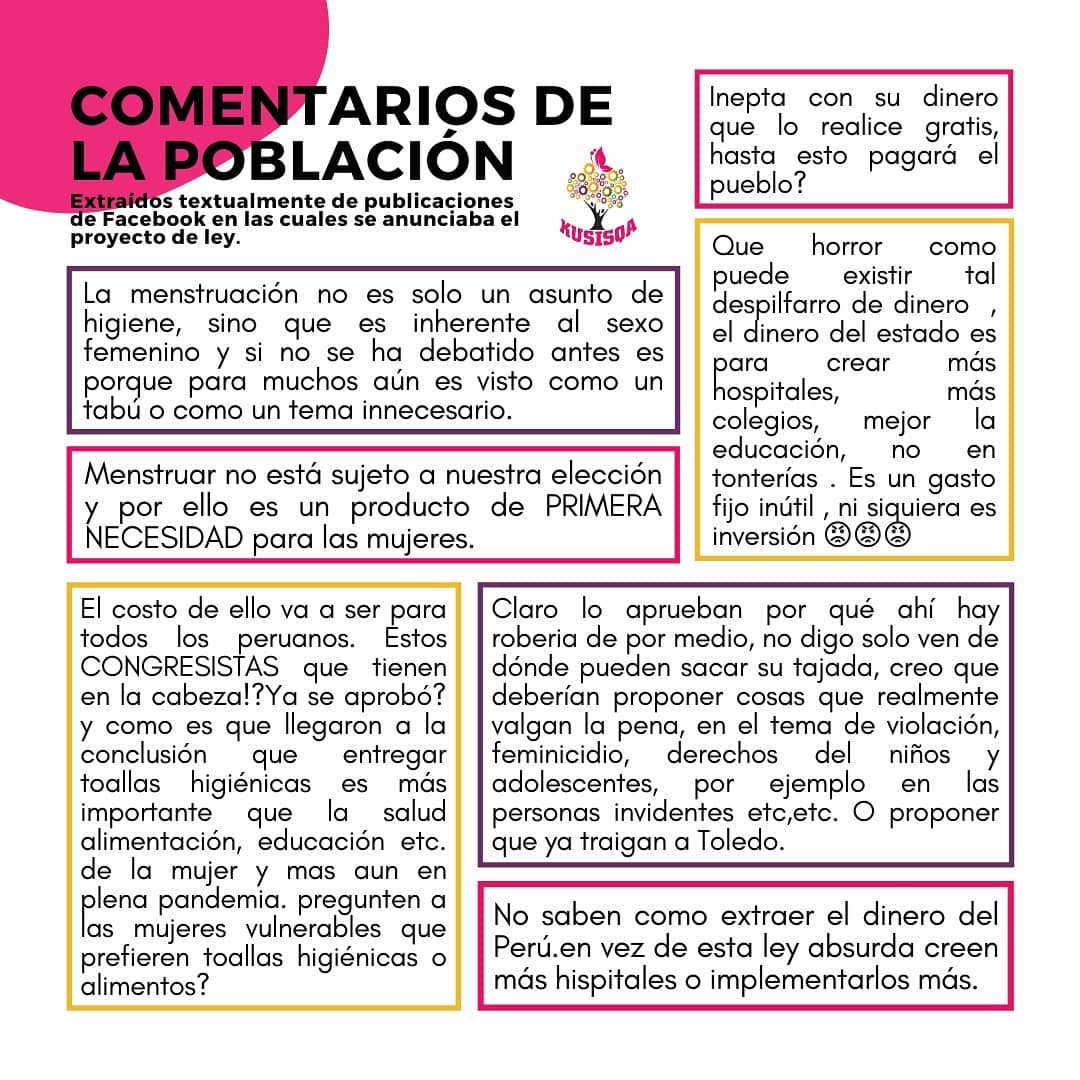 COMENTARIOS DE
LA POBLACIÓN
Extraídos textualmente de publicaciones
de Facebook en las cuales se anunciaba el
proyecto de ley.
KUSISQA
La menstruación no es solo un asunto de
higiene, sino que es inherente al sexo
femenino y si no se ha debatido antes es
porque para muchos aún es visto como un
tabú o como un tema innecesario.
Menstruar no está sujeto a nuestra elección
y por ello es un producto de PRIMERA
NECESIDAD para las mujeres.
Inepta con su dinero
que lo realice gratis,
hasta esto pagará el
pueblo?
Que horror como
puede existir tal
despilfarro de dinero ,
el dinero del estado es
para crear más
hospitales, más
colegios, mejor la
educación, no en
tonterías . Es un gasto
fijo inútil , ni siquiera es
inversión 😡😡😡
El costo de ello va a ser para
todos los peruanos. Estos
CONGRESISTAS que tienen
en la cabeza!?Ya se aprobó?
y como es que llegaron a la
conclusión que entregar
toallas higiénicas es más
importante que la salud
alimentación, educación etc.
de la mujer y mas aun en
plena pandemia. pregunten a
las mujeres vulnerables que
prefieren toallas higiénicas o
alimentos?
Claro lo aprueban por qué ahí hay
roberia de por medio, no digo solo ven de
dónde pueden sacar su tajada, creo que
deberían proponer cosas que realmente
valgan la pena, en el tema de violación,
feminicidio, derechos del niños y
adolescentes, por ejemplo en las
personas invidentes etc,etc. O proponer
que ya traigan a Toledo.
No saben como extraer el dinero del
Perú.en vez de esta ley absurda creen
más hispitales o implementarlos más.